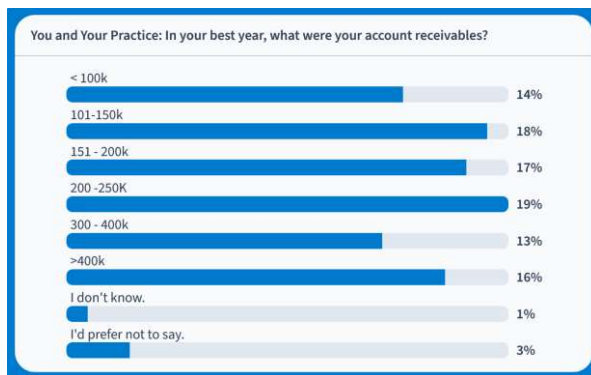 You and Your Practice: In your best year, what were your account receivables?
< 100k
14%
101-150k
18%
151 - 200k
17%
200 -250K
19%
300 - 400k
13%
>400k
16%
I don't know.
1%
I'd prefer not to say.
3%